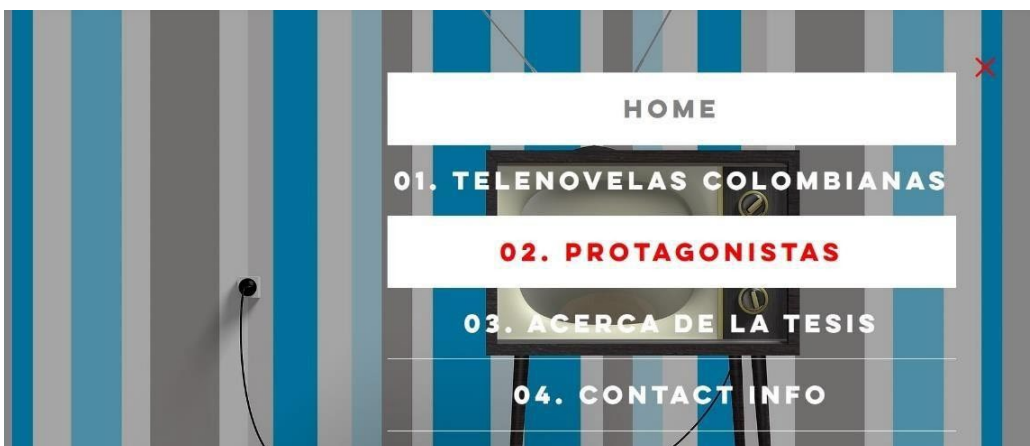 HOME
01. TELENOVELAS COLOMBIANAS
02. PROTAGONISTAS
03. ACERCA DE LA TESIS
04. CONTACT INFO